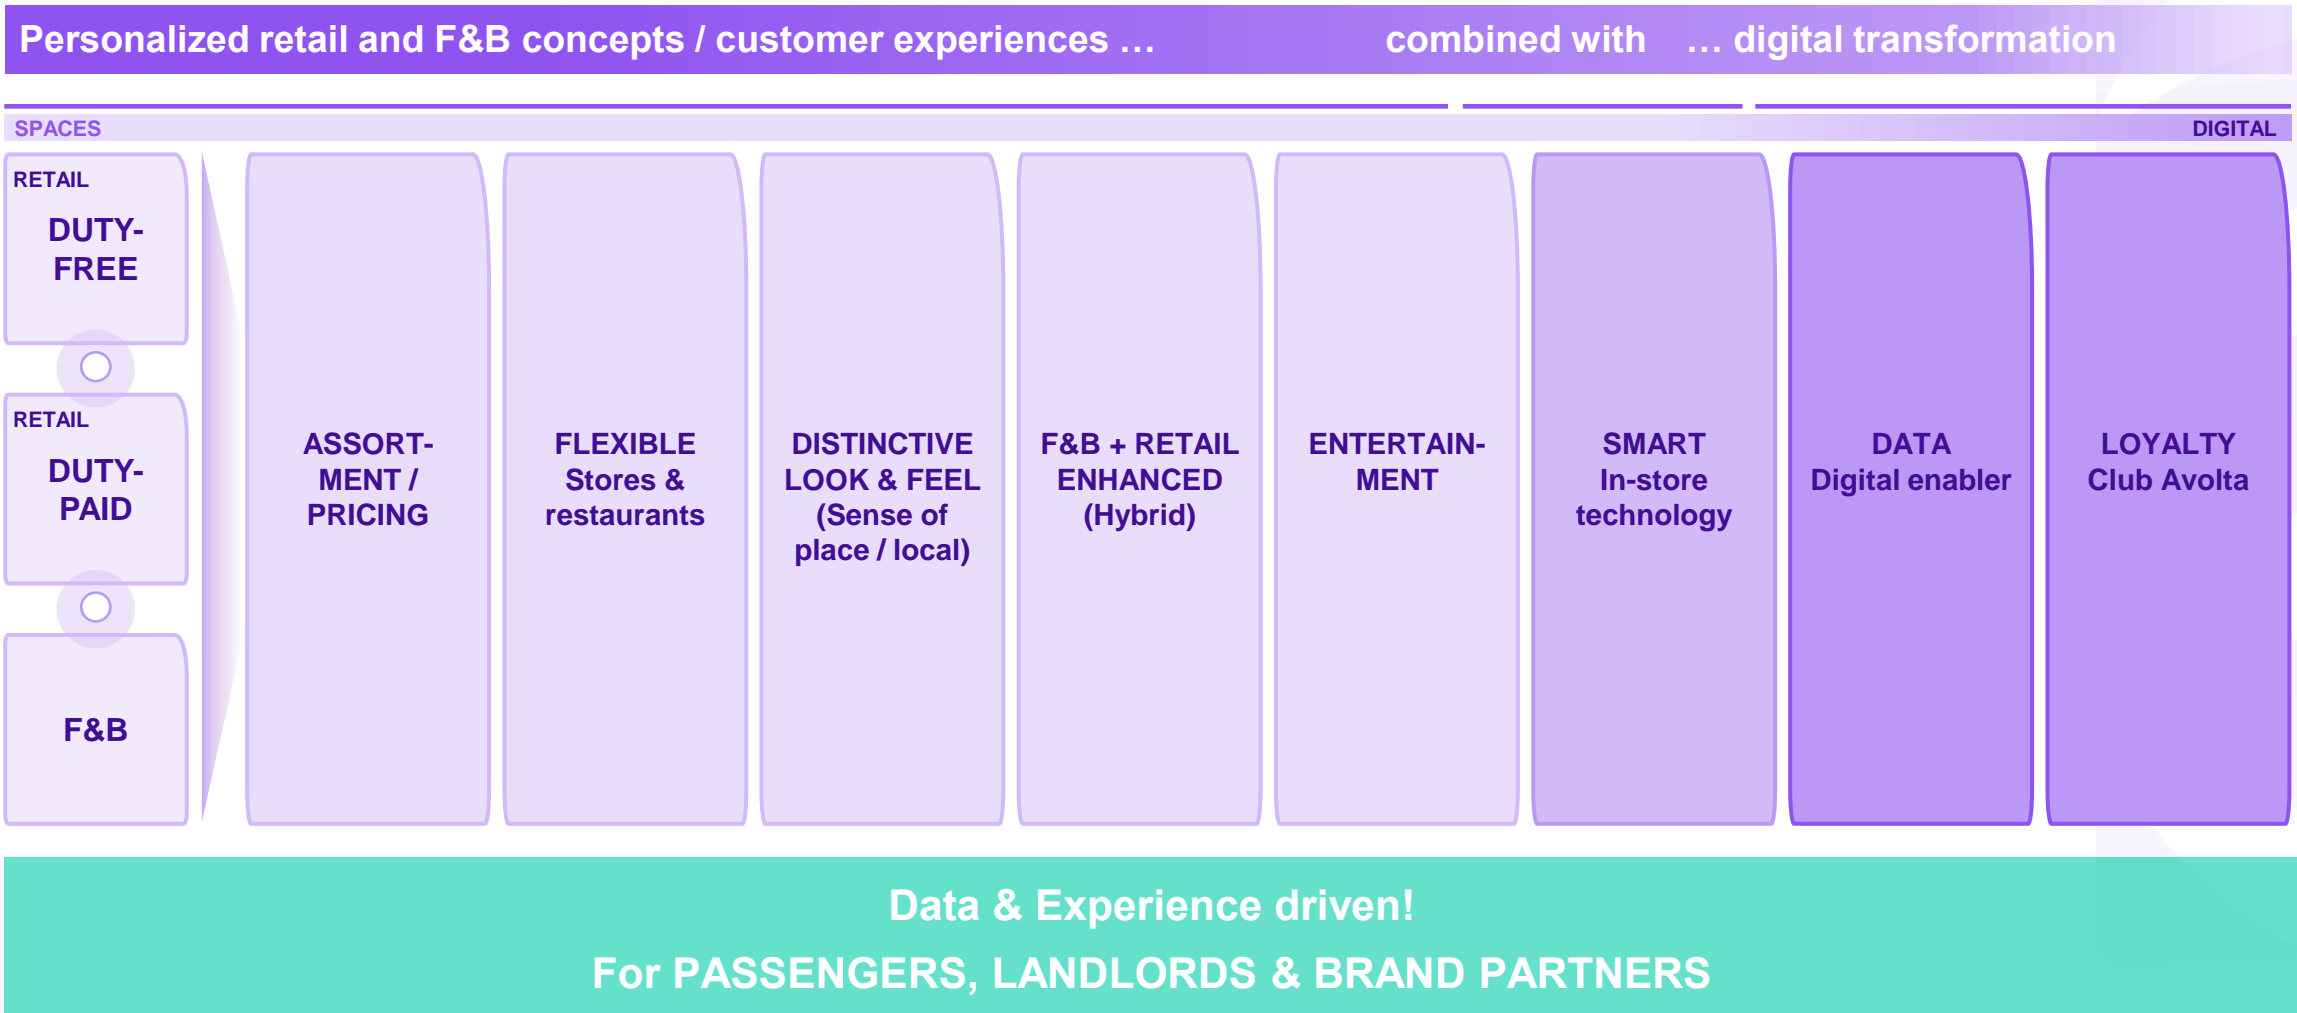 Personalized retail and F&B concepts / customer experiences … combined with … digital transformation
SPACES
DIGITAL
RETAIL
DUTY-
FREE
RETAIL
DUTY-
PAID
F&B
ASSORT-
MENT /
PRICING
FLEXIBLE
Stores &
restaurants
DISTINCTIVE
LOOK & FEEL
(Sense of
place / local)
F&B + RETAIL
ENHANCED
(Hybrid)
ENTERTAIN-
MENT
SMART
In-store
technology
DATA
Digital enabler
LOYALTY
Club Avolta
Data & Experience driven!
For PASSENGERS, LANDLORDS & BRAND PARTNERS